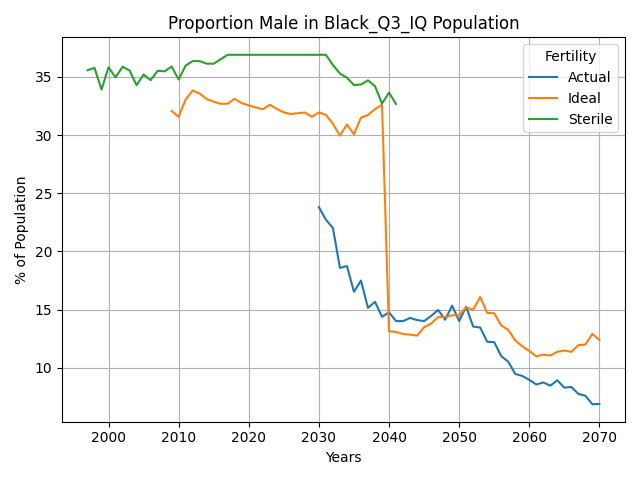 Proportion Male in Black_Q3_IQ Population
Fertility
Actual
Ideal
Sterile
% of Population
35
30
25
20
15
10
2000
2010
2020
2030
2040
2050
2060
2070
Years